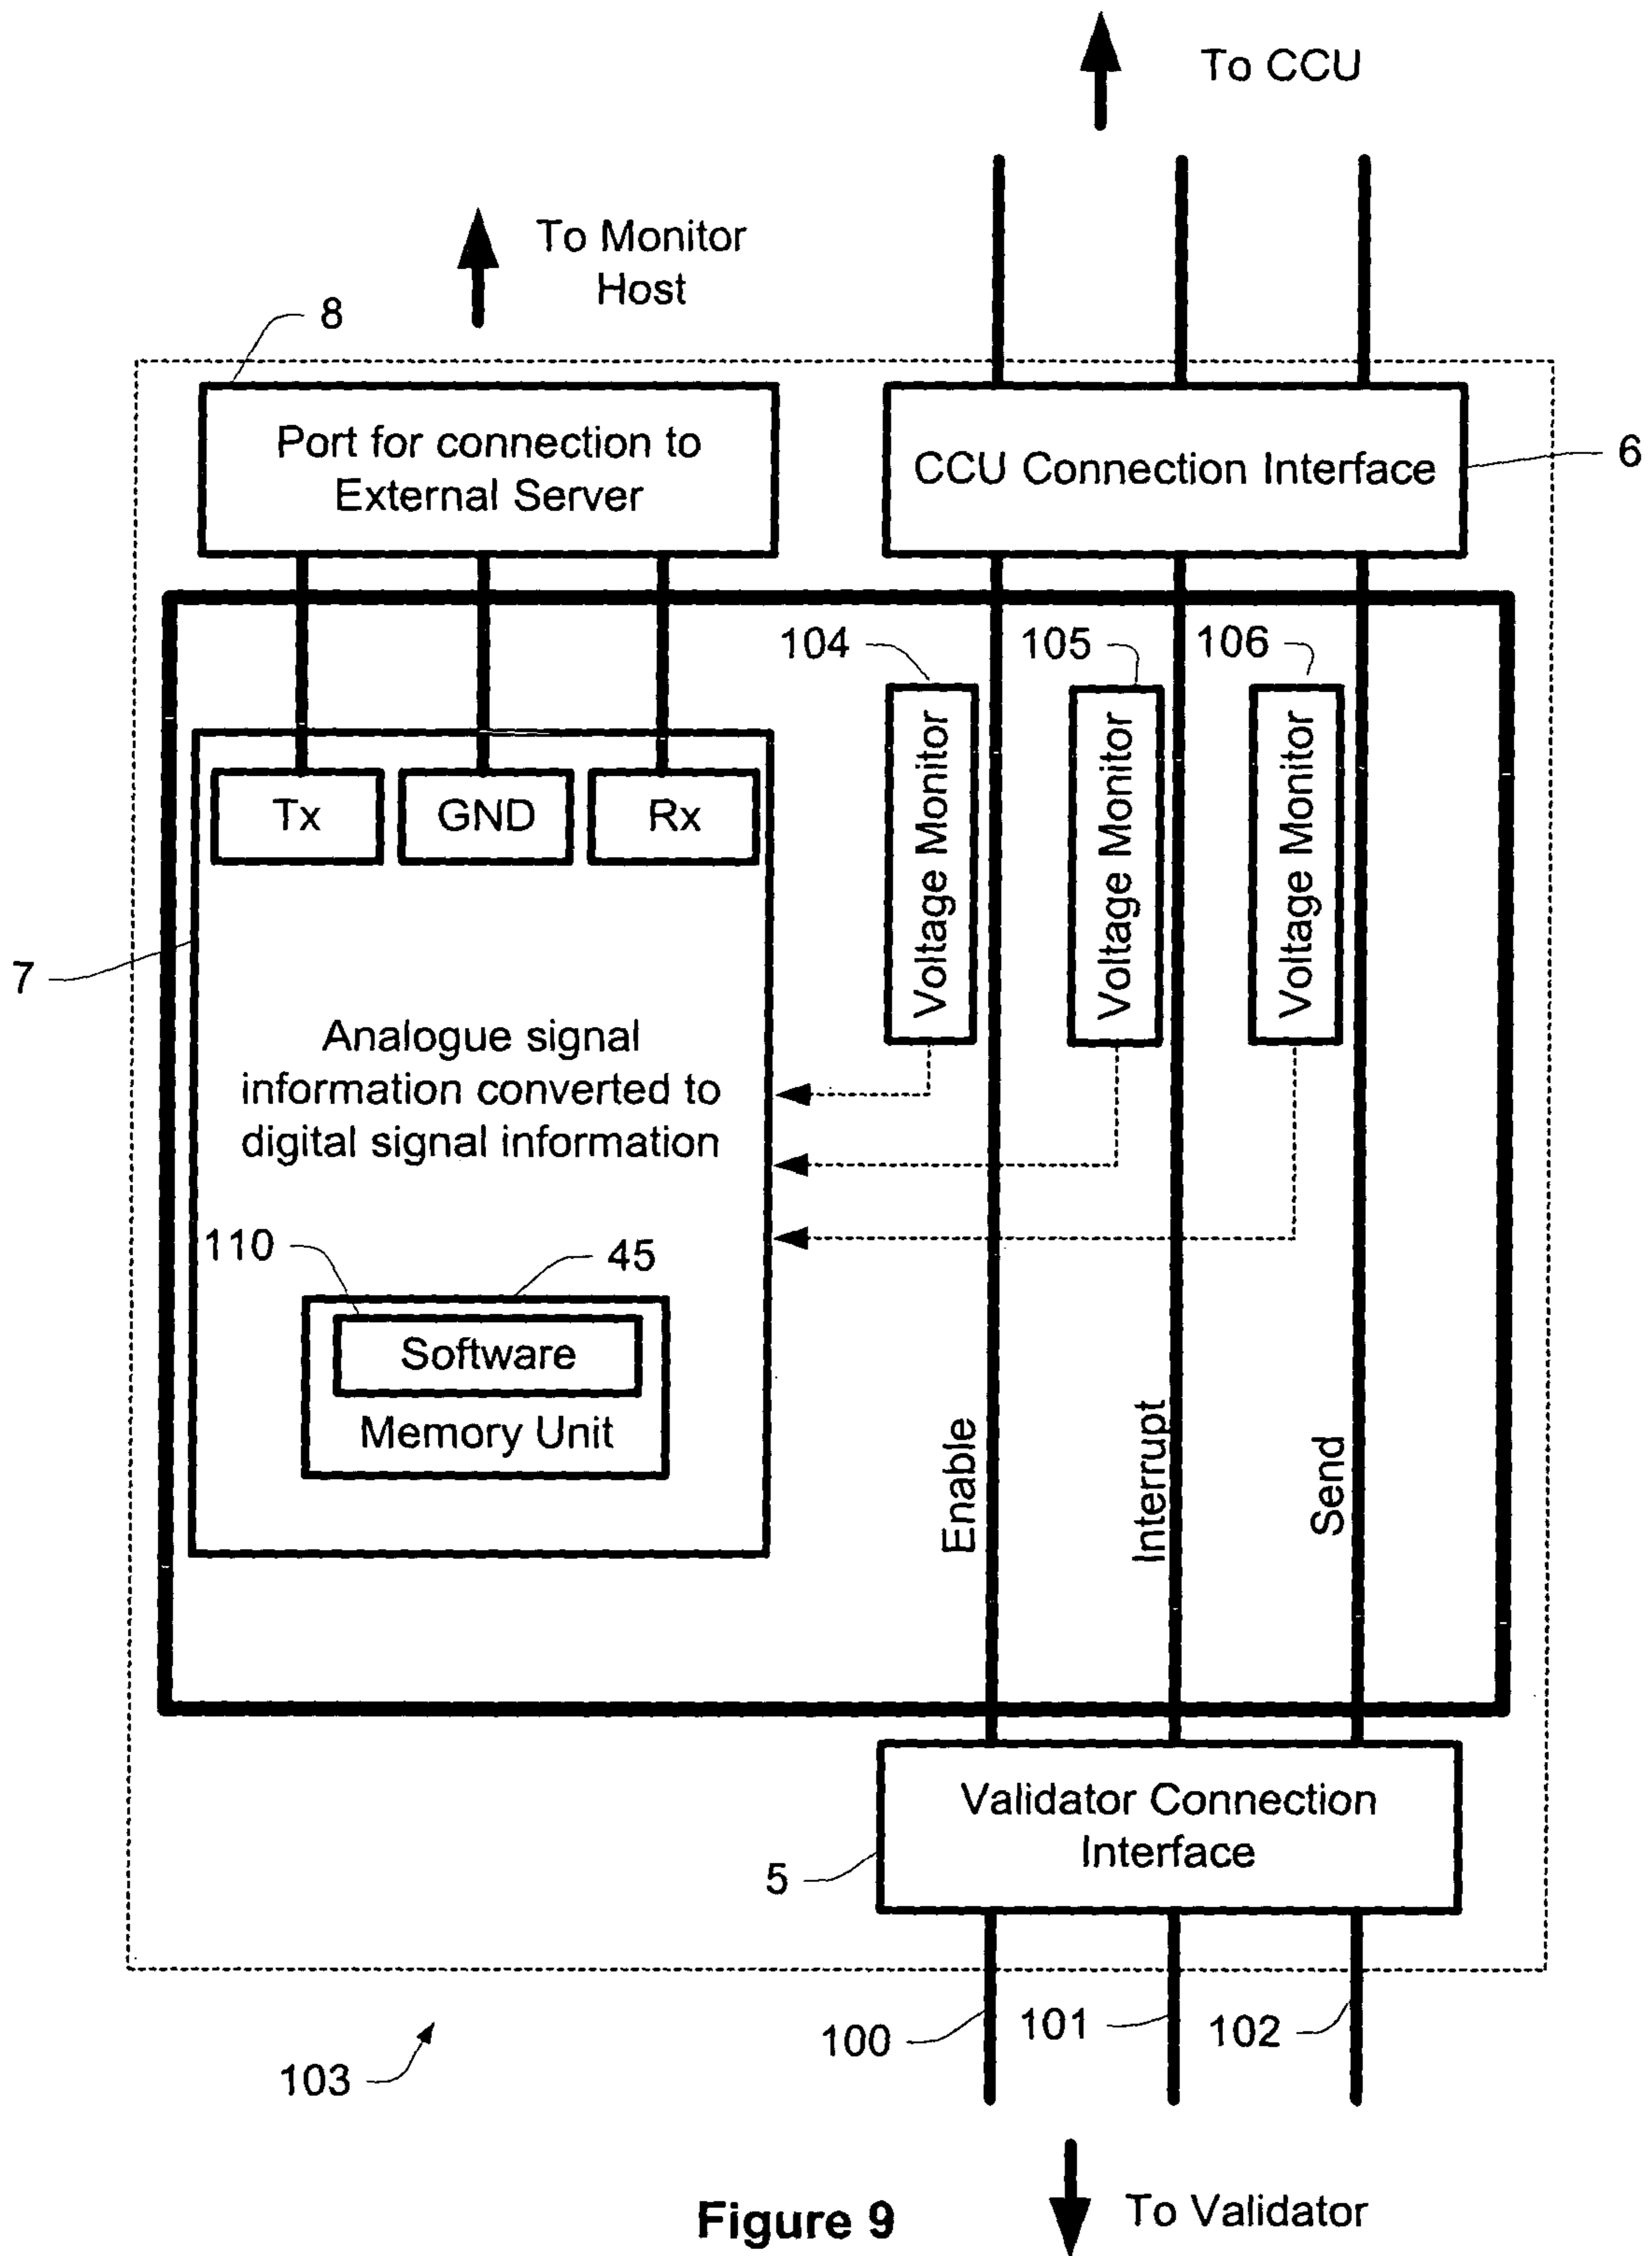 To CCU
To Monitor
Host
8
Port for connection to
External Server
CCU Connection Interface
6
104
105
106
Voltage Monitor
Voltage Monitor
Voltage Monitor
Tx
GND
Rx
7
Analogue signal
information converted to
digital signal information
110
45
Software
Memory Unit
Enable
Interrupt
Send
Validator Connection
Interface
5
100
101
102
103
Figure 9
To Validator